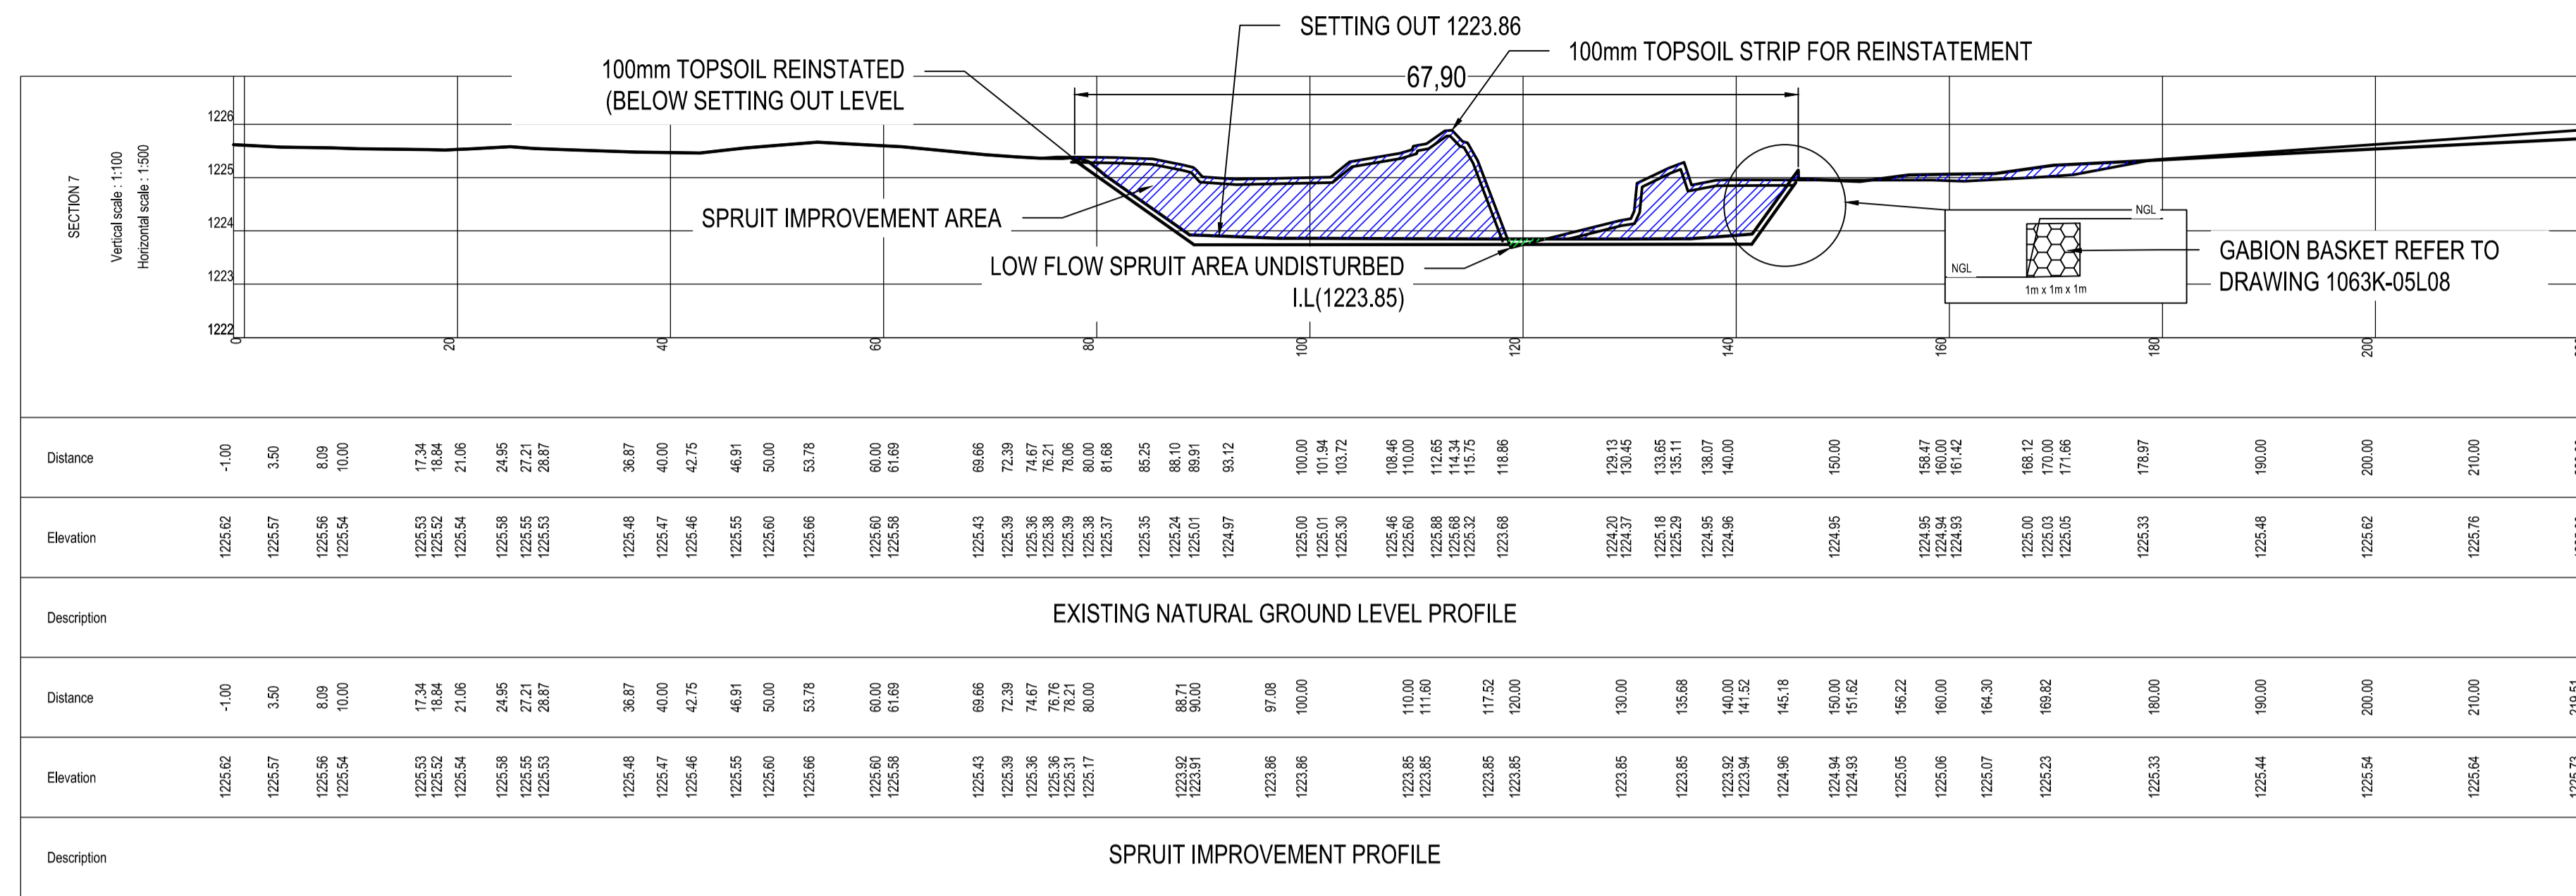 SETTING OUT 1223.86
100mm TOPSOIL STRIP FOR REINSTATEMENT
100mm TOPSOIL REINSTATED
(BELOW SETTING OUT LEVEL
67,90
SECTION 7
Vertical scale : 1:100
Horizontal scale : 1:500
1226
1225
1224
1223
1222
SPRUIT IMPROVEMENT AREA
LOW FLOW SPRUIT AREA UNDISTURBED
I.L(1223.85)
NGL
NGL
1m x 1m x 1m
GABION BASKET REFER TO
DRAWING 1063K-05L08
0 20 40 60 80 100 120 140 160 180 200
Distance -1.00 3.50 8.09 10.00 17.34 18.84 21.06 24.95 27.21 28.87 36.87 40.00 42.75 46.91 50.00 53.78 60.00 61.69 69.66 72.39 74.67 76.21 78.06 80.00 81.68 85.25 88.10 89.91 93.12 100.00 101.94 103.72 108.46 110.00 112.65 114.34 115.75 118.86 129.13 130.45 133.65 135.11 138.07 140.00 150.00 158.47 160.00 161.42 168.12 170.00 171.66 178.97 190.00 200.00 210.00
Elevation 1225.62 1225.57 1225.56 1225.54 1225.53 1225.52 1225.54 1225.58 1225.55 1225.53 1225.48 1225.47 1225.46 1225.55 1225.60 1225.66 1225.60 1225.58 1225.43 1225.39 1225.36 1225.38 1225.39 1225.38 1225.37 1225.35 1225.24 1225.01 1224.97 1225.00 1225.01 1225.30 1225.46 1225.60 1225.88 1225.68 1225.32 1223.68 1224.20 1224.37 1225.18 1225.29 1224.95 1224.96 1224.95 1224.95 1224.94 1224.93 1225.00 1225.03 1225.05 1225.33 1225.48 1225.62 1225.76
Description EXISTING NATURAL GROUND LEVEL PROFILE
Distance -1.00 3.50 8.09 10.00 17.34 18.84 21.06 24.95 27.21 28.87 36.87 40.00 42.75 46.91 50.00 53.78 60.00 61.69 69.66 72.39 74.67 76.76 78.21 80.00 88.71 90.00 97.08 100.00 110.00 111.60 117.52 120.00 130.00 135.68 140.00 141.52 145.18 150.00 151.62 156.22 160.00 164.30 169.82 180.00 190.00 200.00 210.00 219.51
Elevation 1225.62 1225.57 1225.56 1225.54 1225.53 1225.52 1225.54 1225.58 1225.55 1225.53 1225.48 1225.47 1225.46 1225.55 1225.60 1225.66 1225.60 1225.58 1225.43 1225.39 1225.36 1225.36 1225.31 1225.17 1223.92 1223.91 1223.86 1223.86 1223.85 1223.85 1223.85 1223.85 1223.85 1223.85 1223.92 1223.94 1224.96 1224.94 1224.93 1225.05 1225.06 1225.07 1225.23 1225.33 1225.44 1225.54 1225.64 1225.73
Description SPRUIT IMPROVEMENT PROFILE